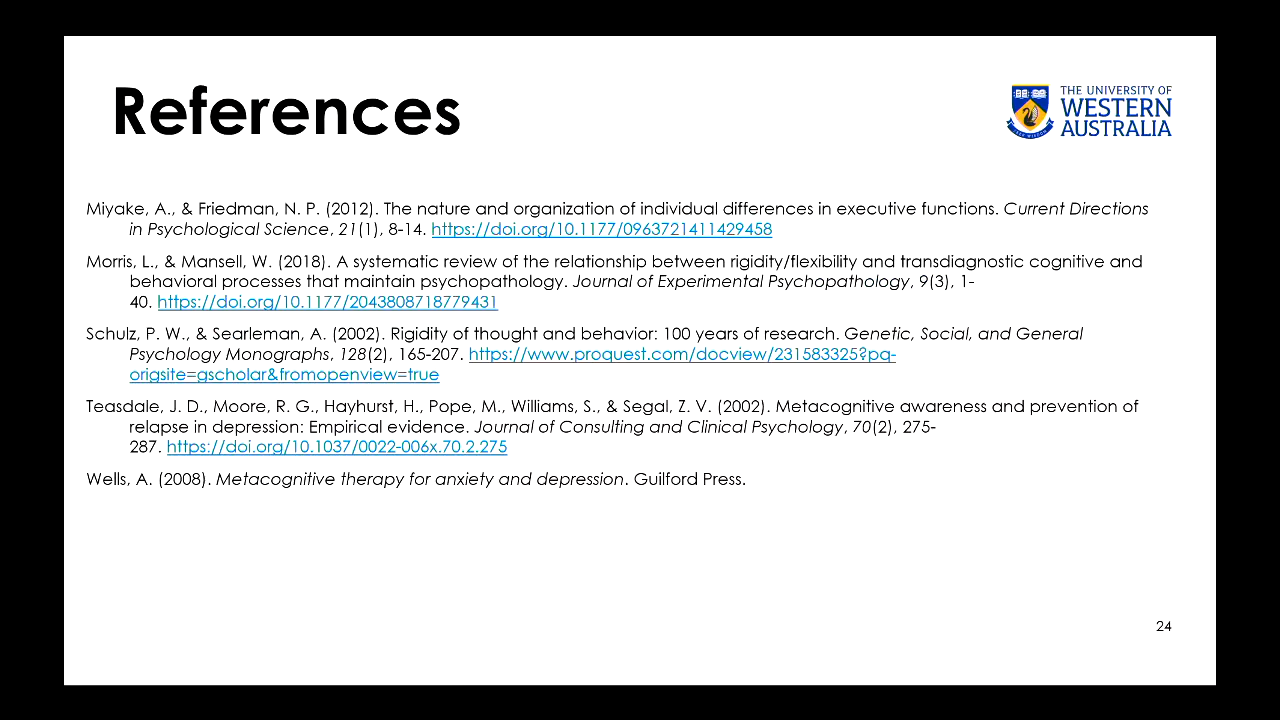 References
THE UNIVERSITY OF
WESTERN
AUSTRALIA
Miyake, A., & Friedman, N. P. (2012). The nature and organization of individual differences in executive functions. Current Directions
in Psychological Science, 21(1), 8-14. https://doi.org/10.1177/0963721411429458
Morris, L., & Mansell, W. (2018). A systematic review of the relationship between rigidity/flexibility and transdiagnostic cognitive and
behavioral processes that maintain psychopathology. Journal of Experimental Psychopathology, 9(3), 1-
40. https://doi.org/10.1177/2043808718779431
Schulz, P. W., & Searleman, A. (2002). Rigidity of thought and behavior: 100 years of research. Genetic, Social, and General
Psychology Monographs, 128(2), 165-207. https://www.proquest.com/docview/231583325?pq-
origsite=gscholar&fromopenview=true
Teasdale, J. D., Moore, R. G., Hayhurst, H., Pope, M., Williams, S., & Segal, Z. V. (2002). Metacognitive awareness and prevention of
relapse in depression: Empirical evidence. Journal of Consulting and Clinical Psychology, 70(2), 275-
287. https://doi.org/10.1037/0022-006x.70.2.275
Wells, A. (2008). Metacognitive therapy for anxiety and depression. Guilford Press.
24